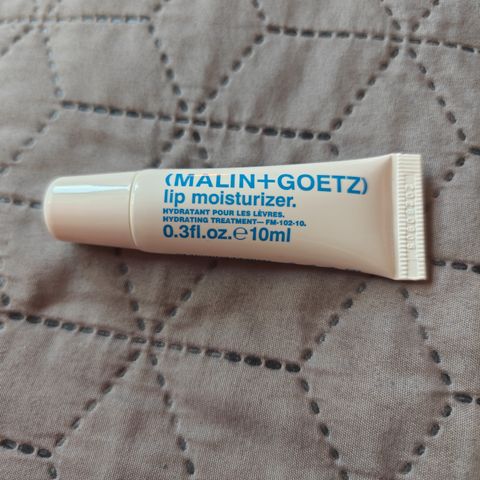 (MALIN+GOETZ)
lip moisturizer.
HYDRATANT POUR LES LÈVRES.
HYDRATING TREATMENT— FM-102-10.
0.3fl.oz.℮10ml